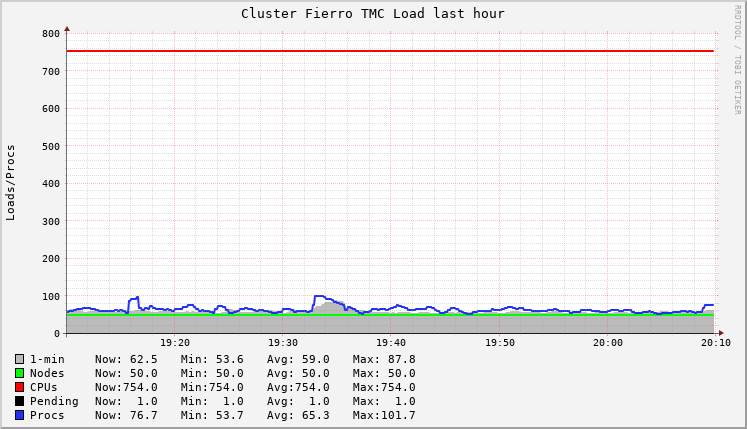 Cluster Fierro TMC Load last hour
RRDTOOL / TOBI OETIKER
Loads/Procs
800
700
600
500
400
300
200
100
0
19:20 19:30 19:40 19:50 20:00 20:10
1-min Now: 62.5 Min: 53.6 Avg: 59.0 Max: 87.8
Nodes Now: 50.0 Min: 50.0 Avg: 50.0 Max: 50.0
CPUs Now:754.0 Min:754.0 Avg:754.0 Max:754.0
Pending Now: 1.0 Min: 1.0 Avg: 1.0 Max: 1.0
Procs Now: 76.7 Min: 53.7 Avg: 65.3 Max:101.7